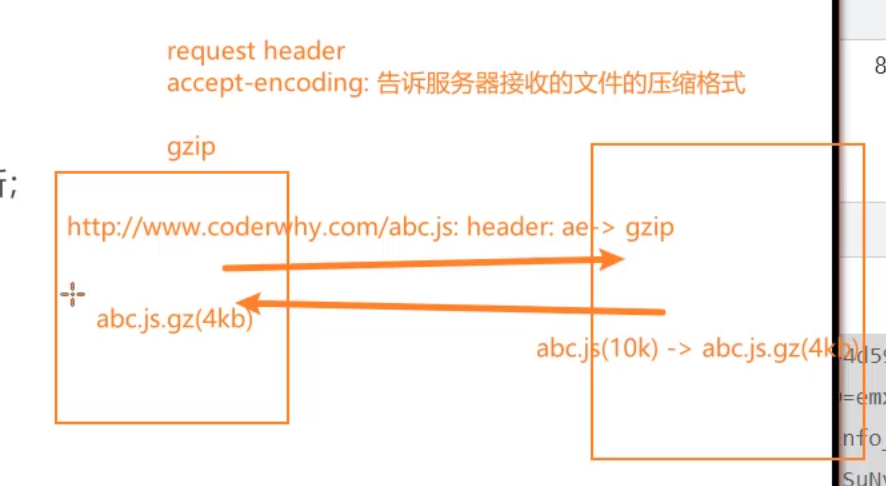 request header
accept-encoding: 告诉服务器接收的文件的压缩格式
gzip
http://www.coderwhy.com/abc.js: header: ae-> gzip
abc.js.gz(4kb)
abc.js(10k) -> abc.js.gz(4kb)
8
;
4d59
=emx
nfo_
SuNy